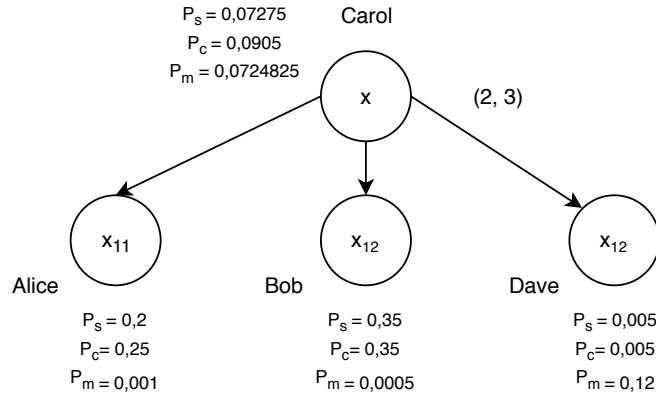 P_s = 0,07275
Carol
P_c = 0,0905
P_m = 0,0724825
x
(2, 3)
x_11
x_12
x_12
Alice
Bob
Dave
P_s = 0,2
P_s = 0,35
P_s = 0,005
P_c= 0,25
P_c= 0,35
P_c= 0,005
P_m = 0,001
P_m = 0,0005
P_m = 0,12